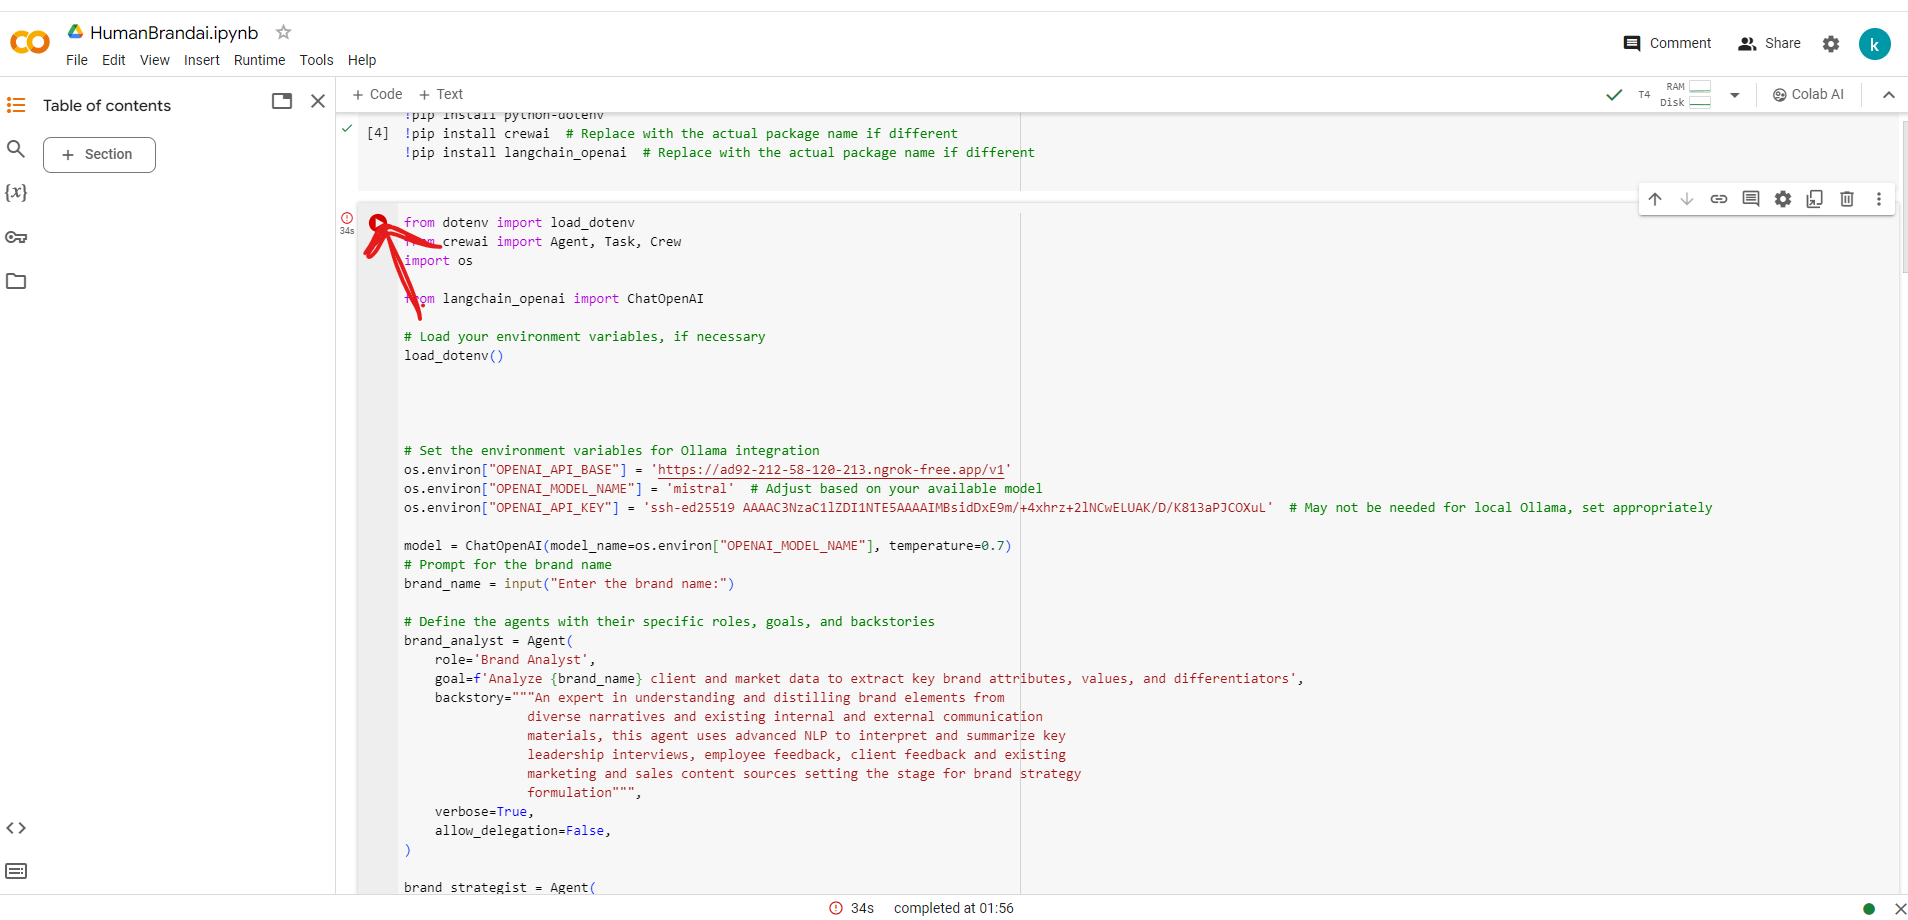 HumanBrandai.ipynb
File Edit View Insert Runtime Tools Help
Comment Share k
Table of contents
+ Section
+ Code + Text
T4 RAM Disk Colab AI
!pip install python-dotenv
[4] !pip install crewai  # Replace with the actual package name if different
!pip install langchain_openai  # Replace with the actual package name if different
34s
from dotenv import load_dotenv
from crewai import Agent, Task, Crew
import os
from langchain_openai import ChatOpenAI
# Load your environment variables, if necessary
load_dotenv()
# Set the environment variables for Ollama integration
os.environ["OPENAI_API_BASE"] = 'https://ad92-212-58-120-213.ngrok-free.app/v1'
os.environ["OPENAI_MODEL_NAME"] = 'mistral'  # Adjust based on your available model
os.environ["OPENAI_API_KEY"] = 'ssh-ed25519 AAAAC3NzaC1lZDI1NTE5AAAAIMBsidDxE9m/+4xhrz+2lNCwELUAK/D/K813aPJCOXuL'  # May not be needed for local Ollama, set appropriately
model = ChatOpenAI(model_name=os.environ["OPENAI_MODEL_NAME"], temperature=0.7)
# Prompt for the brand name
brand_name = input("Enter the brand name:")
# Define the agents with their specific roles, goals, and backstories
brand_analyst = Agent(
    role='Brand Analyst',
    goal=f'Analyze {brand_name} client and market data to extract key brand attributes, values, and differentiators',
    backstory="""An expert in understanding and distilling brand elements from
                diverse narratives and existing internal and external communication
                materials, this agent uses advanced NLP to interpret and summarize key
                leadership interviews, employee feedback, client feedback and existing
                marketing and sales content sources setting the stage for brand strategy
                formulation""",
    verbose=True,
    allow_delegation=False,
)
brand_strategist = Agent(
34s completed at 01:56